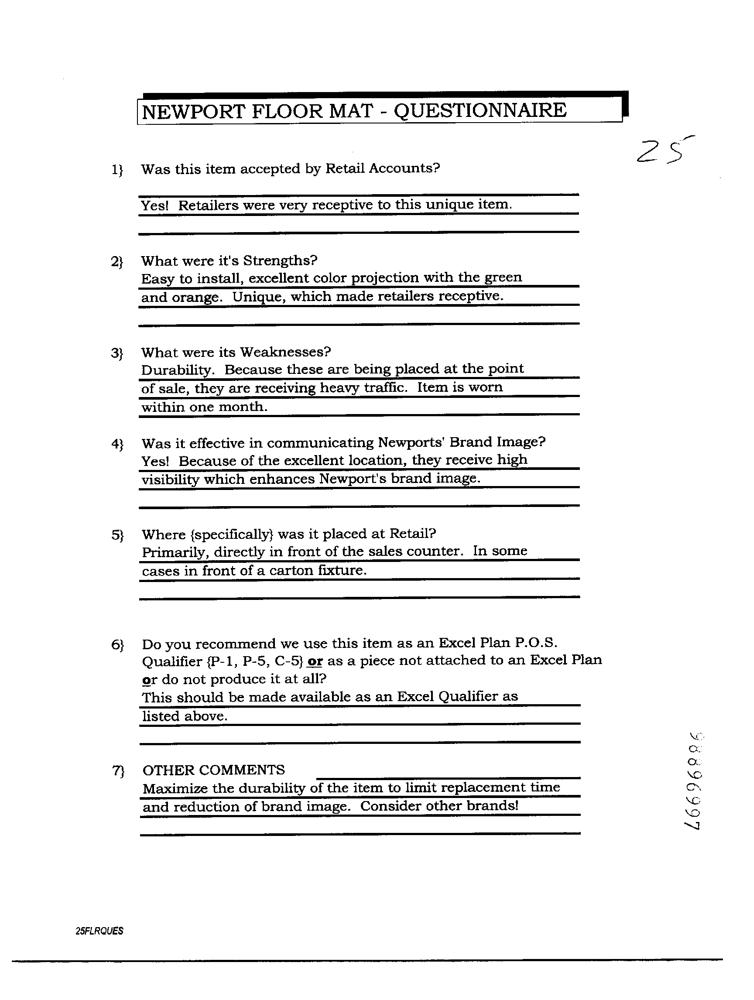 NEWPORT FLOOR MAT - QUESTIONNAIRE
25
1} Was this item accepted by Retail Accounts?
Yes! Retailers were very receptive to this unique item.
2} What were it's Strengths?
Easy to install, excellent color projection with the green
and orange. Unique, which made retailers receptive.
3} What were its Weaknesses?
Durability. Because these are being placed at the point
of sale, they are receiving heavy traffic. Item is worn
within one month.
4} Was it effective in communicating Newports' Brand Image?
Yes! Because of the excellent location, they receive high
visibility which enhances Newport's brand image.
5} Where {specifically} was it placed at Retail?
Primarily, directly in front of the sales counter. In some
cases in front of a carton fixture.
6} Do you recommend we use this item as an Excel Plan P.O.S.
Qualifier {P-1, P-5, C-5} or as a piece not attached to an Excel Plan
or do not produce it at all?
This should be made available as an Excel Qualifier as
listed above.
7} OTHER COMMENTS
Maximize the durability of the item to limit replacement time
and reduction of brand image. Consider other brands!
25FLRQUES